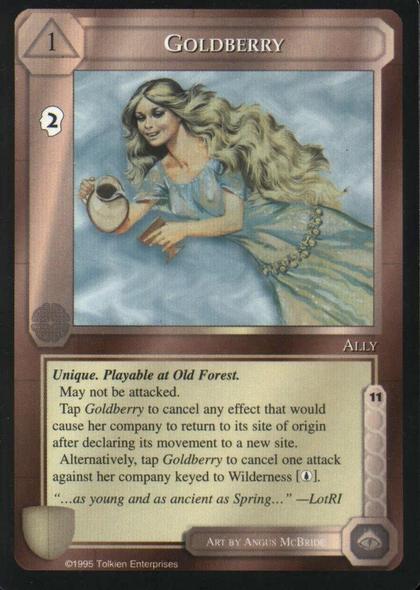 1
GOLDBERRY
2
ALLY
Unique. Playable at Old Forest.
May not be attacked.
Tap Goldberry to cancel any effect that would
cause her company to return to its site of origin
after declaring its movement to a new site.
Alternatively, tap Goldberry to cancel one attack
against her company keyed to Wilderness [].
“…as young and as ancient as Spring…” —LotRI
11
ART BY ANGUS MCBRIDE
©1995 Tolkien Enterprises